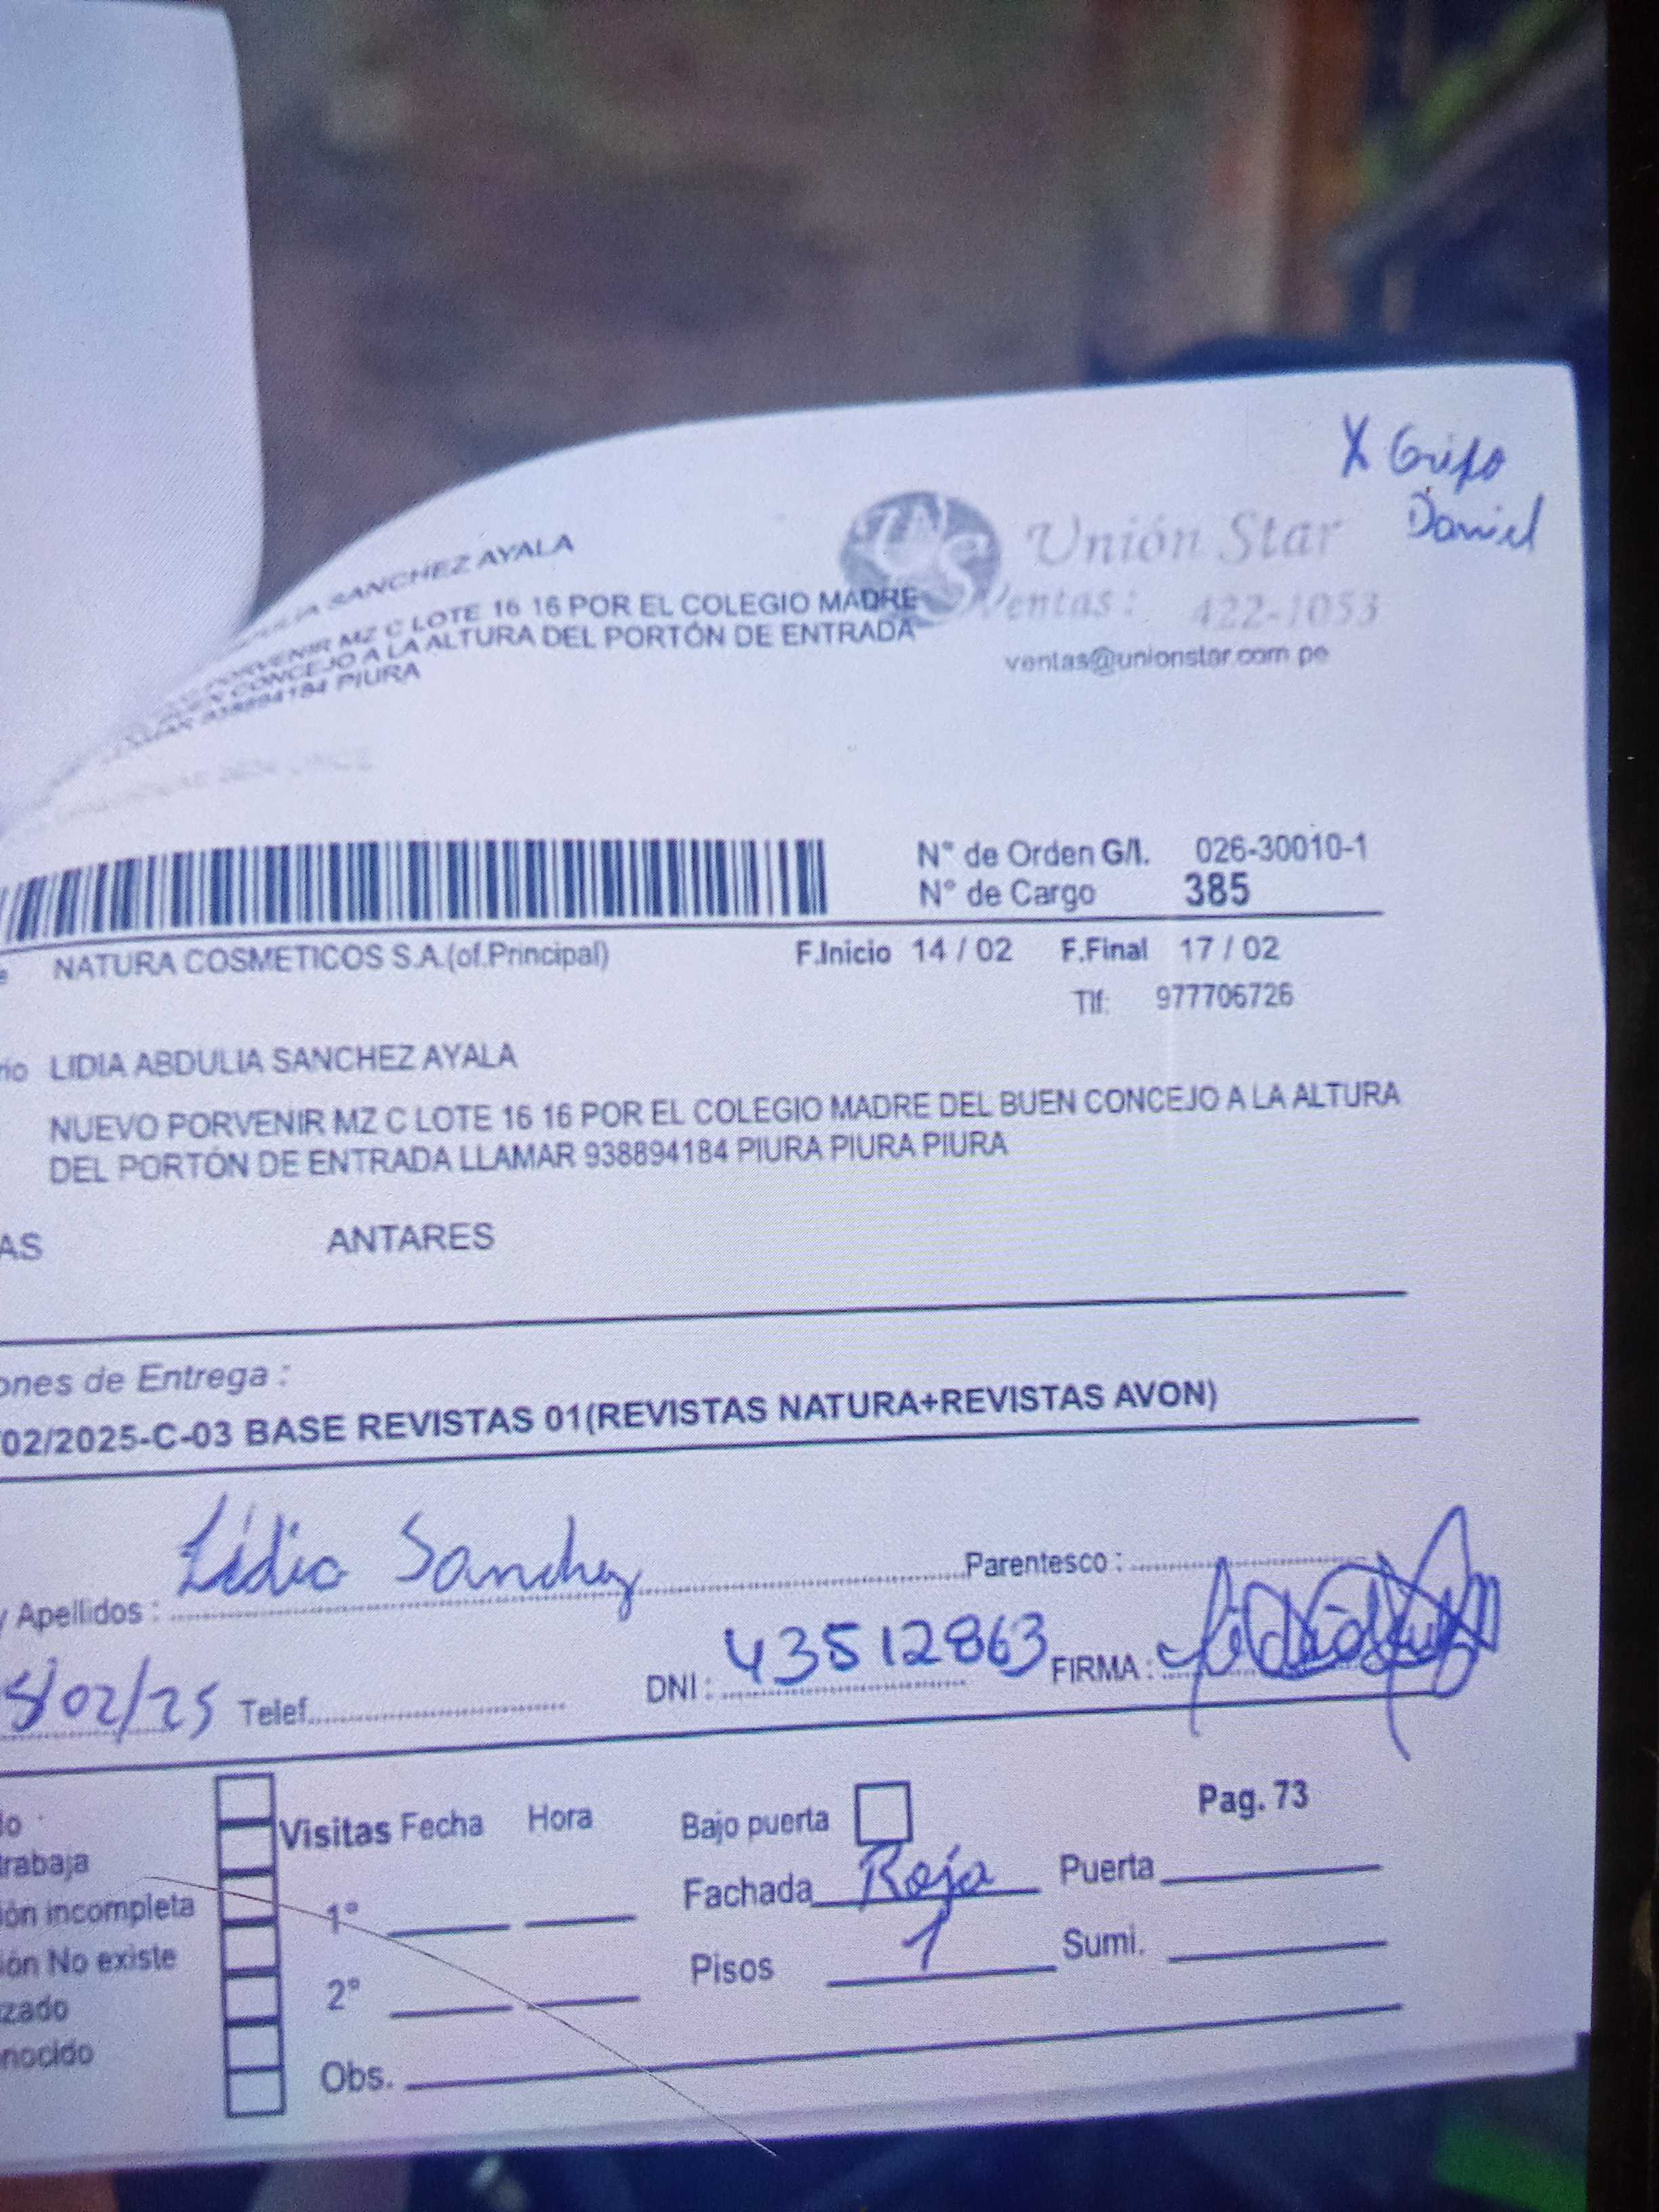 X Grifo
Daniel
SANCHEZ AYALA
PORVENIR MZ C LOTE 16 16 POR EL COLEGIO MADRE
CONCEJO A LA ALTURA DEL PORTÓN DE ENTRADA
938894184 PIURA
Unión Star
Ventas: 422-1053
ventas@unionstar.com.pe
N° de Orden G/I. 026-30010-1
N° de Cargo 385
NATURA COSMETICOS S.A.(of.Principal) F.Inicio 14 / 02 F.Final 17 / 02
Tlf: 977706726
rio LIDIA ABDULIA SANCHEZ AYALA
NUEVO PORVENIR MZ C LOTE 16 16 POR EL COLEGIO MADRE DEL BUEN CONCEJO A LA ALTURA
DEL PORTÓN DE ENTRADA LLAMAR 938894184 PIURA PIURA PIURA
AS ANTARES
ones de Entrega :
/02/2025-C-03 BASE REVISTAS 01(REVISTAS NATURA+REVISTAS AVON)
y Apellidos : Lidia Sanchez Parentesco :
5/02/25 Telef. DNI : 43512863 FIRMA :
do
Visitas Fecha Hora Bajo puerta Pag. 73
trabaja
Fachada Roja Puerta
ión incompleta 1°
ión No existe Pisos 1 Sumi.
zado 2°
nocido
Obs.